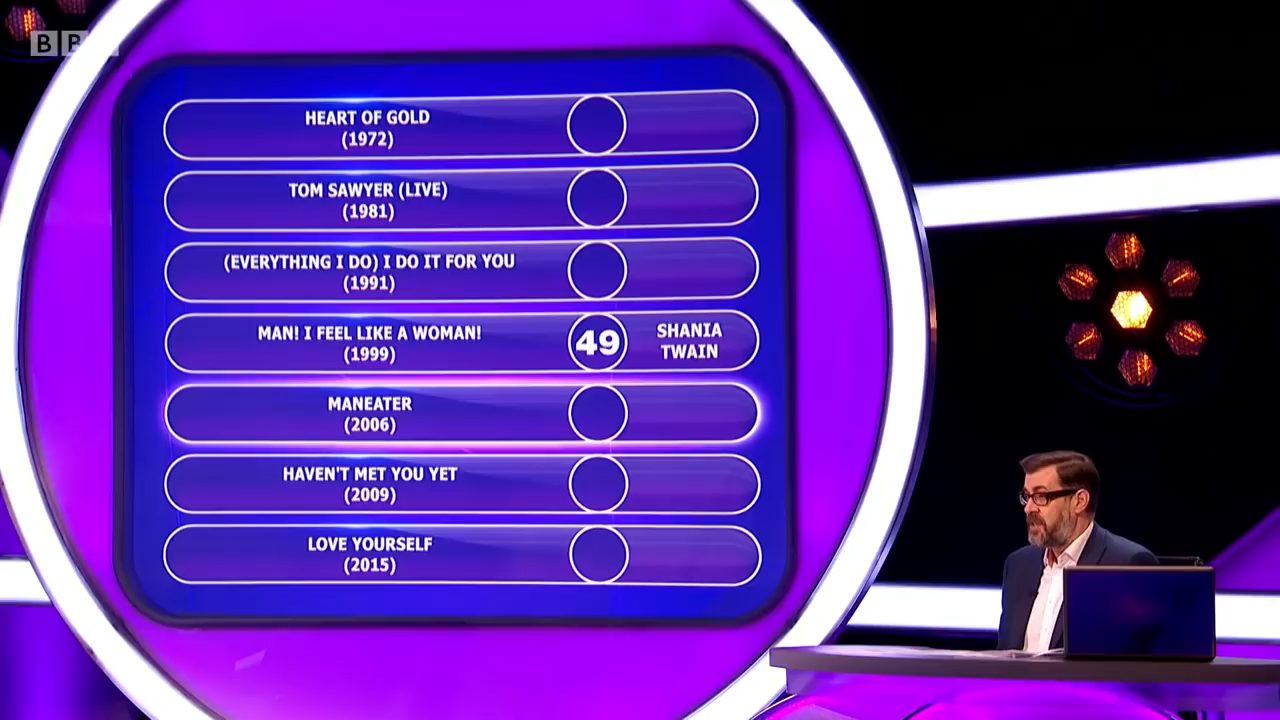 BB
HEART OF GOLD
(1972)
TOM SAWYER (LIVE)
(1981)
(EVERYTHING I DO) I DO IT FOR YOU
(1991)
MAN! I FEEL LIKE A WOMAN!
(1999)
49
SHANIA
TWAIN
MANEATER
(2006)
HAVEN'T MET YOU YET
(2009)
LOVE YOURSELF
(2015)